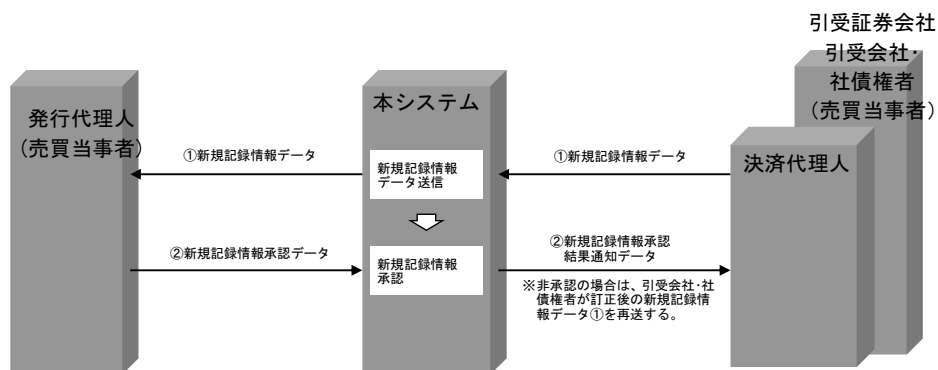 引受証券会社
引受会社・
社債権者
（売買当事者）
発行代理人
（売買当事者）
本システム
決済代理人
①新規記録情報データ
新規記録情報
データ送信
①新規記録情報データ
②新規記録情報承認データ
新規記録情報
承認
②新規記録情報承認
結果通知データ
※非承認の場合は、引受会社・社
債権者が訂正後の新規記録情
報データ①を再送する。